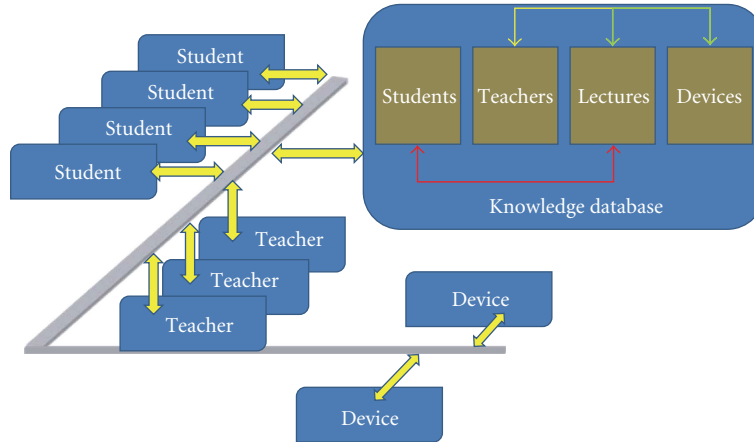 Student
Student
Student
Student
Students
Teachers
Lectures
Devices
Knowledge database
Teacher
Teacher
Teacher
Device
Device